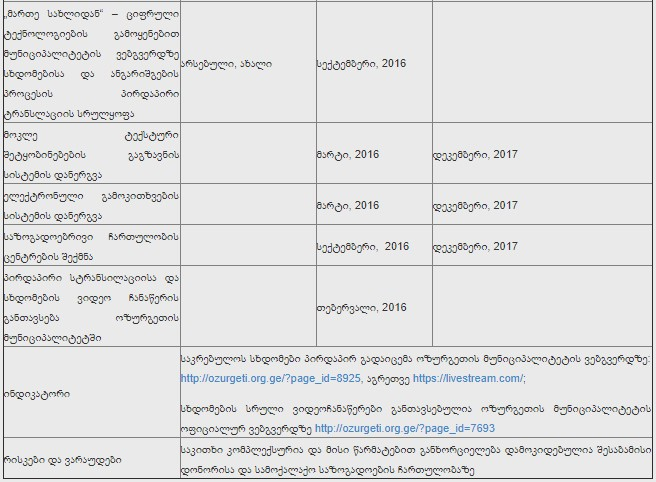 „მართე სახლიდან“ – ციფრული
ტექნოლოგიების გამოყენებით
მუნიციპალიტეტის ვებგვერდზე
სხდომებისა და ანგარიშგების
პროცესის პირდაპირი
ტრანსლაციის სრულყოფა
არსებული, ახალი
სექტემბერი, 2016
მოკლე ტექსტური
შეტყობინებების გაგზავნის
სისტემის დანერგვა
მარტი, 2016
დეკემბერი, 2017
ელექტრონული გამოკითხვების
სისტემის დანერგვა
მარტი, 2016
დეკემბერი, 2017
საზოგადოებრივი ჩართულობის
ცენტრების შექმნა
სექტემბერი, 2016
დეკემბერი, 2017
პირდაპირი სტრანსილაციისა და
სხდომების ვიდეო ჩანაწერის
განთავსება ოზურგეთის
მუნიციპალიტეტში
თებერვალი, 2016
ინდიკატორი
საკრებულოს სხდომები პირდაპირ გადაიცემა ოზურგეთის მუნიციპალიტეტის ვებგვერდზე:
http://ozurgeti.org.ge/?page_id=8925, აგრეთვე https://livestream.com/;
სხდომების სრული ვიდეოჩანაწერები განთავსებულია ოზურგეთის მუნიციპალიტეტის
ოფიციალურ ვებგვერდზე http://ozurgeti.org.ge/?page_id=7693
რისკები და ვარაუდები
საკითხი კომპლექსურია და მისი წარმატებით განხორციელება დამოკიდებულია შესაბამისი
დონორისა და სამოქალაქო საზოგადოების ჩართულობაზე